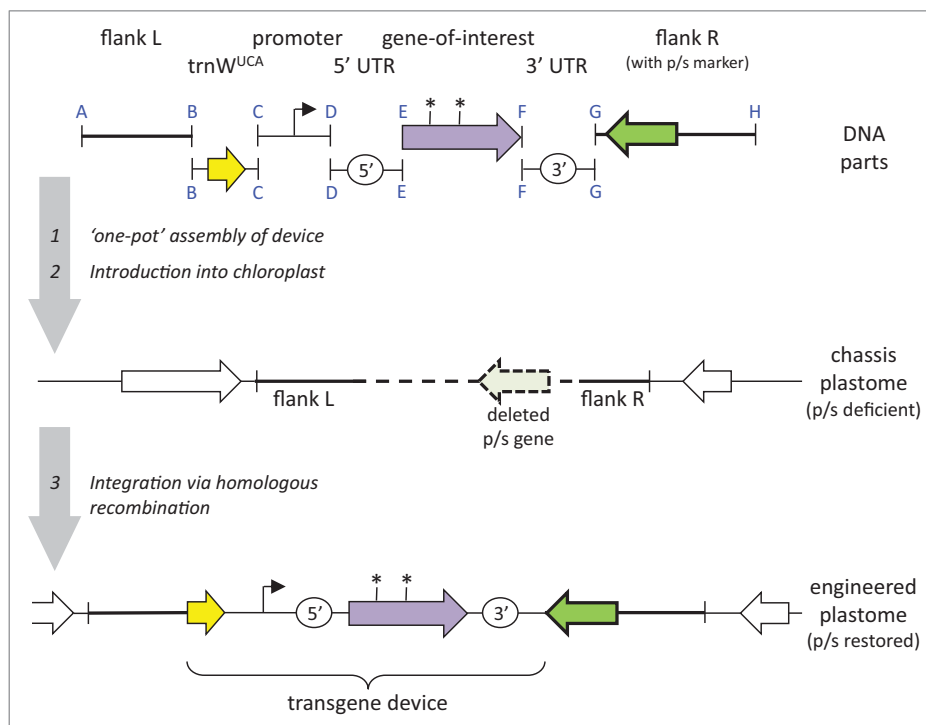 flank L promoter gene-of-interest flank R
trnWUCA 5' UTR 3' UTR (with p/s marker)
A B C D E * * F G H
5' 3'
B C D E F G
DNA
parts
1 'one-pot' assembly of device
2 Introduction into chloroplast
flank L
deleted
p/s gene
flank R
chassis
plastome
(p/s deficient)
3 Integration via homologous
recombination
5' * * 3'
engineered
plastome
(p/s restored)
transgene device